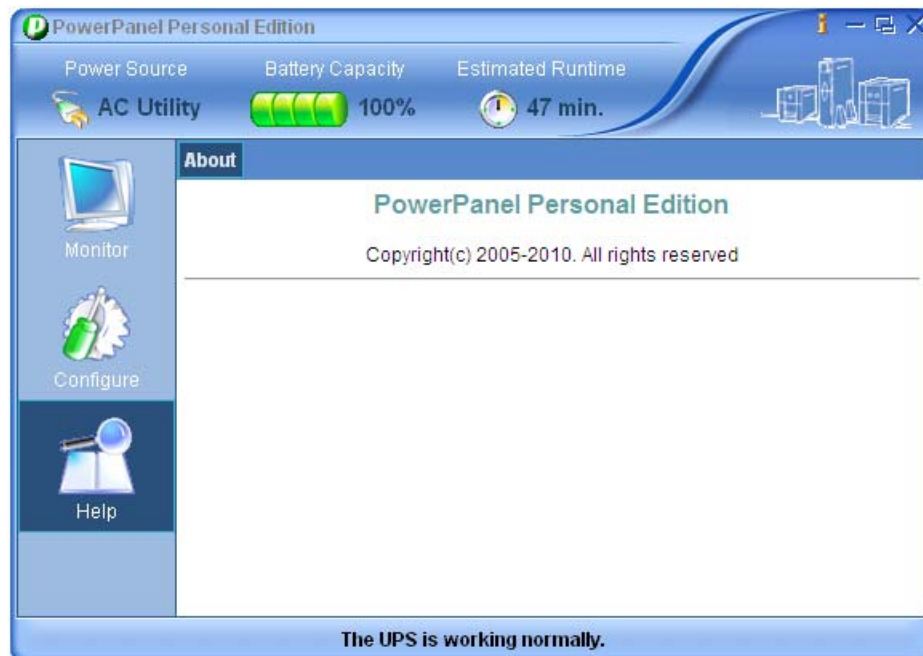 PowerPanel Personal Edition
Power Source
Battery Capacity
Estimated Runtime
AC Utility
100%
47 min.
Monitor
Configure
Help
About
PowerPanel Personal Edition
Copyright(c) 2005-2010. All rights reserved
The UPS is working normally.